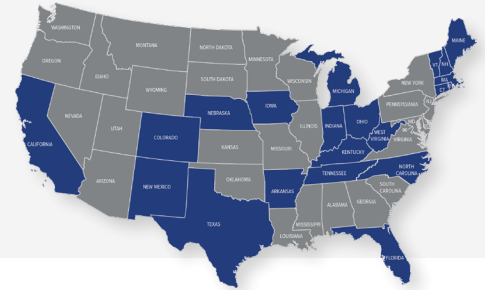 WASHINGTON
OREGON
CALIFORNIA
NEVADA
IDAHO
MONTANA
WYOMING
UTAH
ARIZONA
COLORADO
NEW MEXICO
NORTH DAKOTA
SOUTH DAKOTA
NEBRASKA
KANSAS
OKLAHOMA
TEXAS
MINNESOTA
IOWA
MISSOURI
ARKANSAS
LOUISIANA
WISCONSIN
ILLINOIS
MICHIGAN
INDIANA
OHIO
KENTUCKY
TENNESSEE
MISSISSIPPI
ALABAMA
GEORGIA
FLORIDA
SOUTH
CAROLINA
NORTH
CAROLINA
WEST
VIRGINIA
VIRGINIA
PENNSYLVANIA
NEW YORK
MAINE
VT
NH
MA
CT
NJ
MD